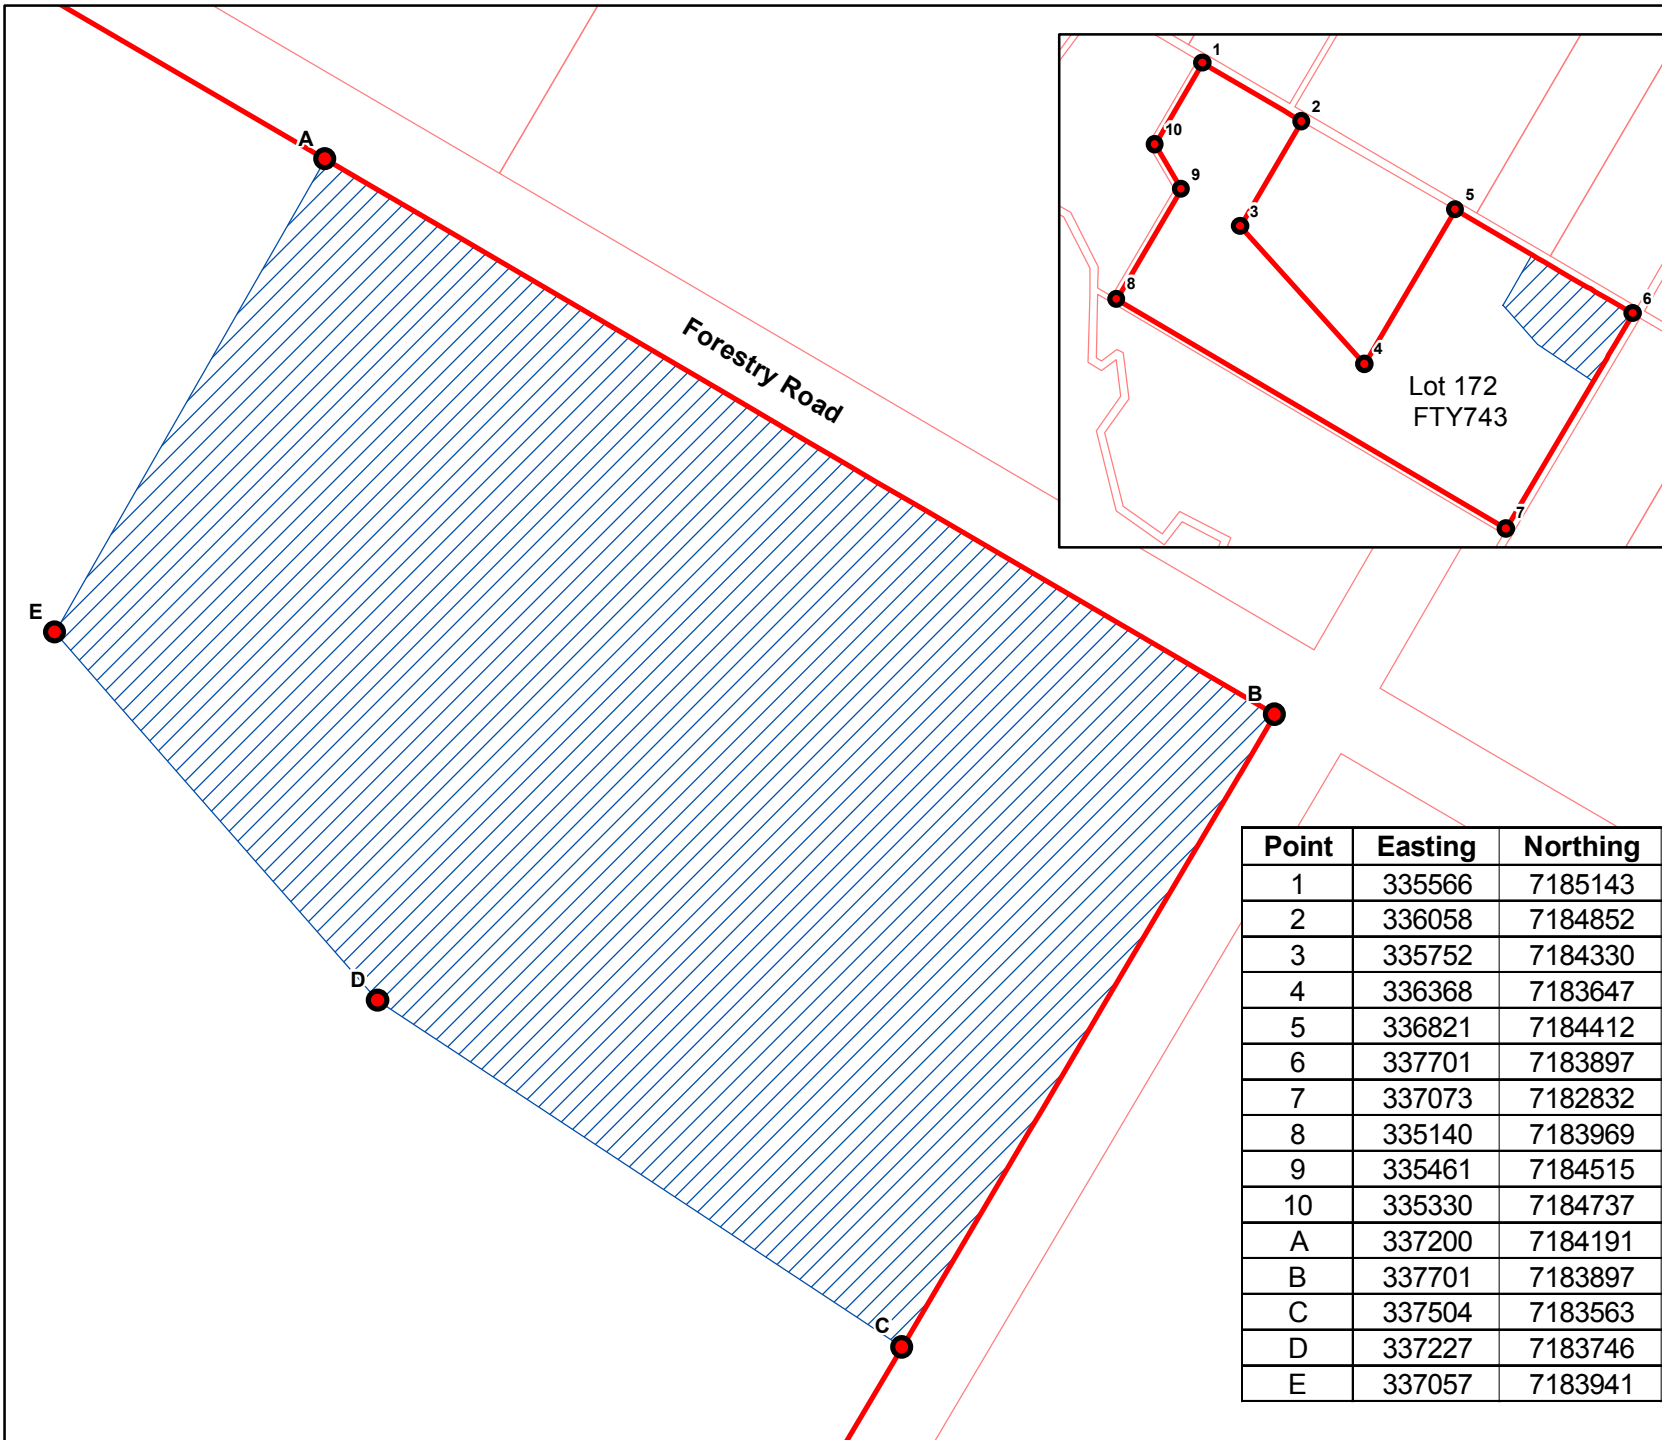 A
Forestry Road
E
B
D
C
1
2
10
9
3
5
8
6
4
Lot 172
FTY743
7
Point Easting Northing
1 335566 7185143
2 336058 7184852
3 335752 7184330
4 336368 7183647
5 336821 7184412
6 337701 7183897
7 337073 7182832
8 335140 7183969
9 335461 7184515
10 335330 7184737
A 337200 7184191
B 337701 7183897
C 337504 7183563
D 337227 7183746
E 337057 7183941